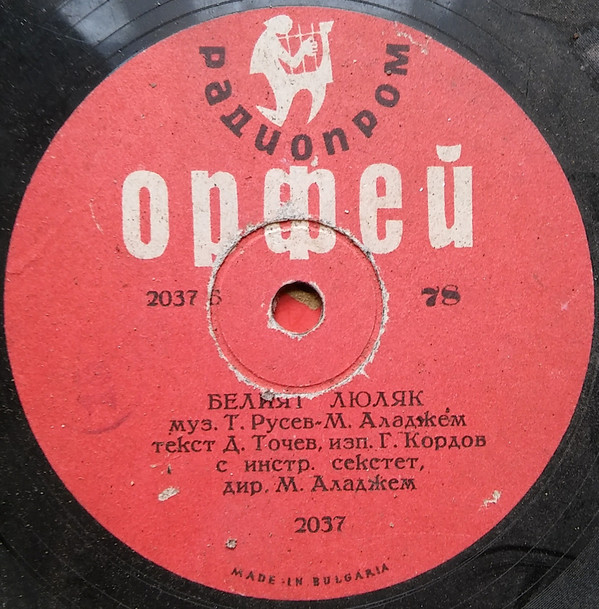 радиопром
орфей
2037 Б
78
БЕЛИЯТ ЛЮЛЯК
муз. Т. Русев-М. Аладжем
текст Д. Точев, изп. Г. Кордов
с инстр. секстет,
дир. М. Аладжем
2037
MADE-IN BULGARIA